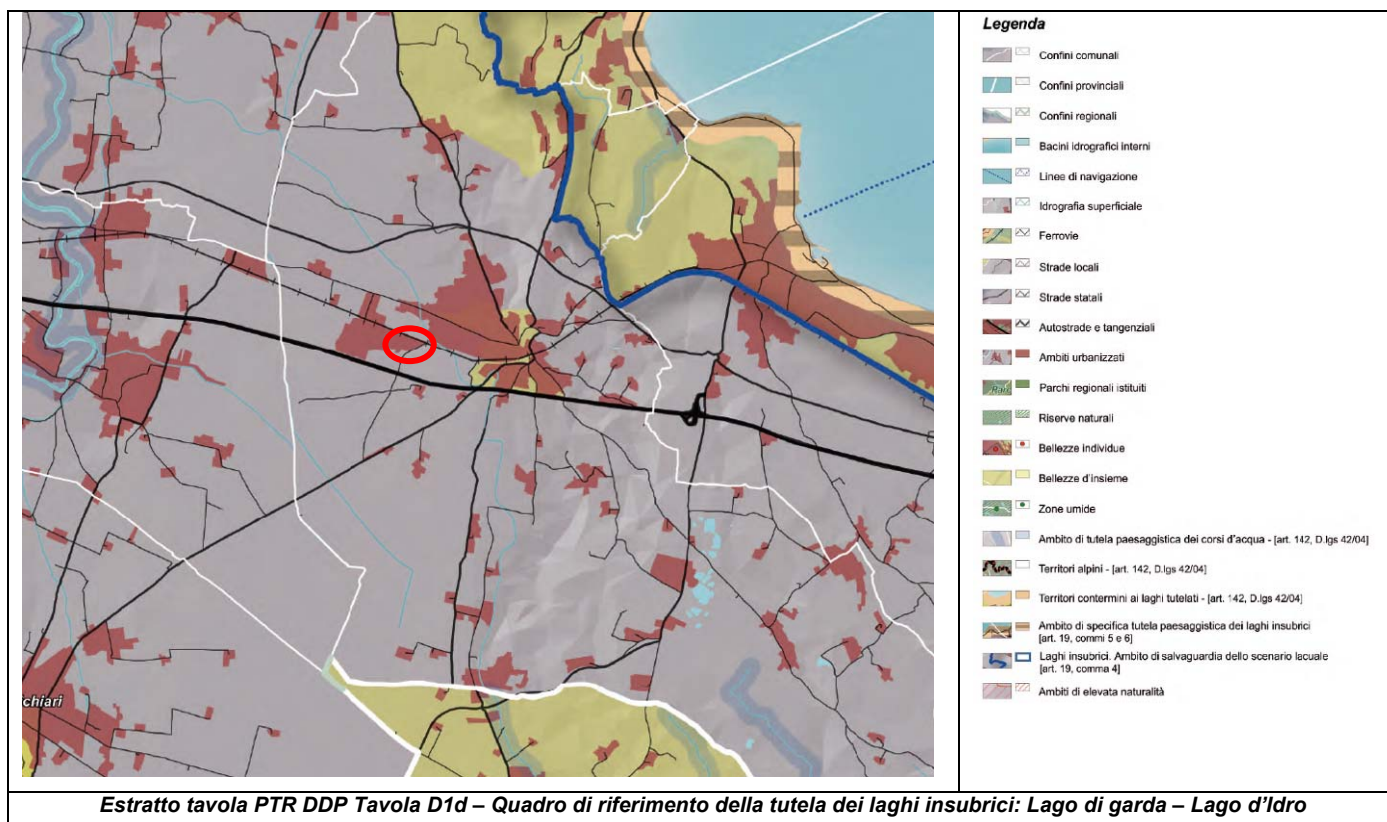 Legenda
Confini comunali
Confini provinciali
Confini regionali
Bacini idrografici interni
Linee di navigazione
Idrografia superficiale
Ferrovie
Strade locali
Strade statali
Autostrade e tangenziali
Ambiti urbanizzati
Parchi regionali istituiti
Riserve naturali
Bellezze individue
Bellezze d'insieme
Zone umide
Ambito di tutela paesaggistica dei corsi d'acqua - [art. 142, D.lgs 42/04]
Territori alpini - [art. 142, D.lgs 42/04]
Territori contermini ai laghi tutelati - [art. 142, D.lgs 42/04]
Ambito di specifica tutela paesaggistica dei laghi insubrici
[art. 19, commi 5 e 6]
Laghi insubrici. Ambito di salvaguardia dello scenario lacuale
[art. 19, comma 4]
Ambiti di elevata naturalità
chiari
Estratto tavola PTR DDP Tavola D1d – Quadro di riferimento della tutela dei laghi insubrici: Lago di garda – Lago d'Idro